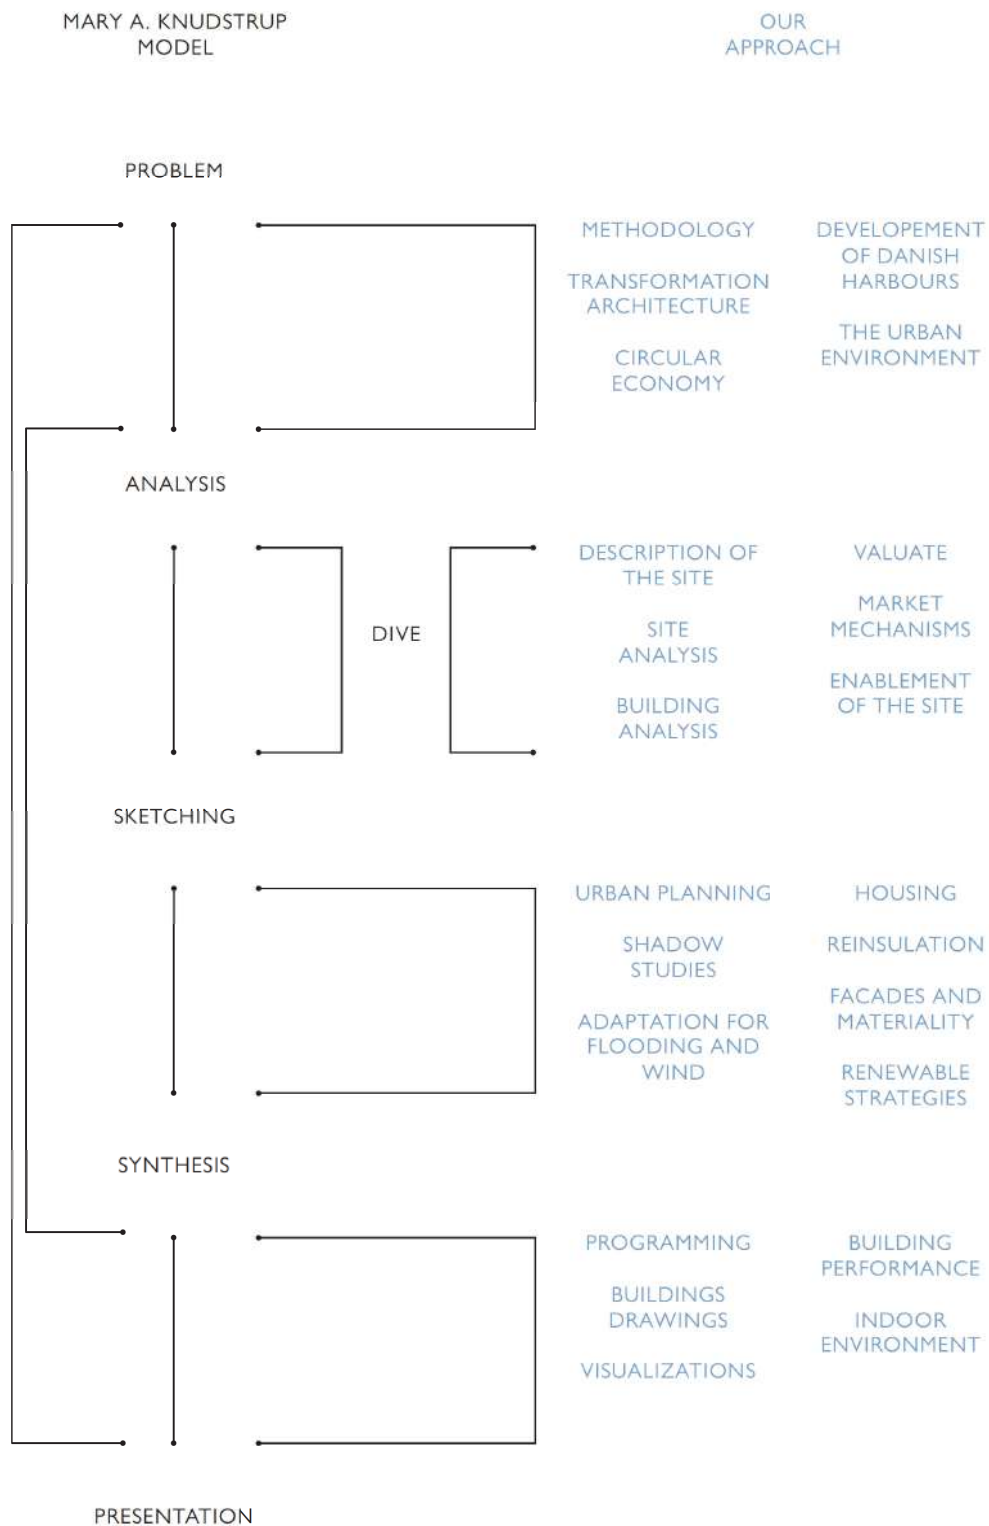 MARY A. KNUDSTRUP
MODEL
OUR
APPROACH
PROBLEM
METHODOLOGY
TRANSFORMATION
ARCHITECTURE
CIRCULAR
ECONOMY
DEVELOPEMENT
OF DANISH
HARBOURS
THE URBAN
ENVIRONMENT
ANALYSIS
DIVE
DESCRIPTION OF
THE SITE
SITE
ANALYSIS
BUILDING
ANALYSIS
VALUATE
MARKET
MECHANISMS
ENABLEMENT
OF THE SITE
SKETCHING
URBAN PLANNING
SHADOW
STUDIES
ADAPTATION FOR
FLOODING AND
WIND
HOUSING
REINSULATION
FACADES AND
MATERIALITY
RENEWABLE
STRATEGIES
SYNTHESIS
PROGRAMMING
BUILDINGS
DRAWINGS
VISUALIZATIONS
BUILDING
PERFORMANCE
INDOOR
ENVIRONMENT
PRESENTATION